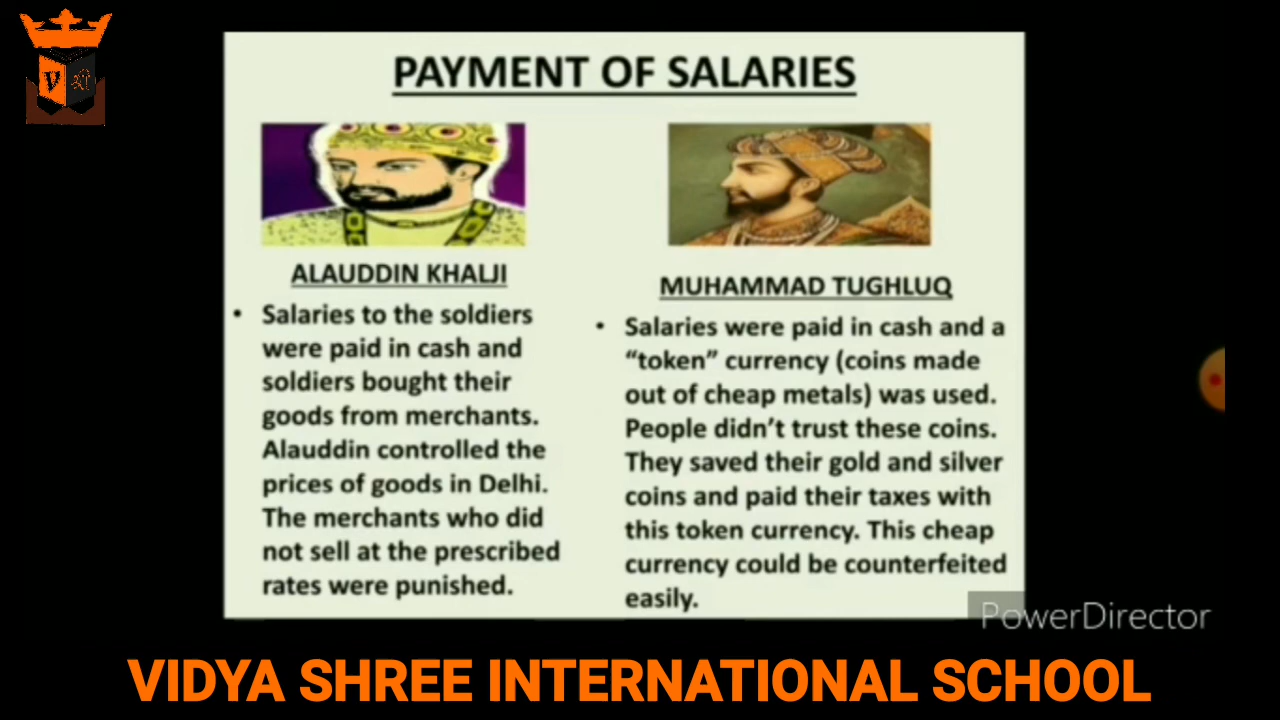 PAYMENT OF SALARIES
ALAUDDIN KHALJI
• Salaries to the soldiers
were paid in cash and
soldiers bought their
goods from merchants.
Alauddin controlled the
prices of goods in Delhi.
The merchants who did
not sell at the prescribed
rates were punished.
MUHAMMAD TUGHLUQ
• Salaries were paid in cash and a
“token” currency (coins made
out of cheap metals) was used.
People didn’t trust these coins.
They saved their gold and silver
coins and paid their taxes with
this token currency. This cheap
currency could be counterfeited
easily.
PowerDirector
VIDYA SHREE INTERNATIONAL SCHOOL